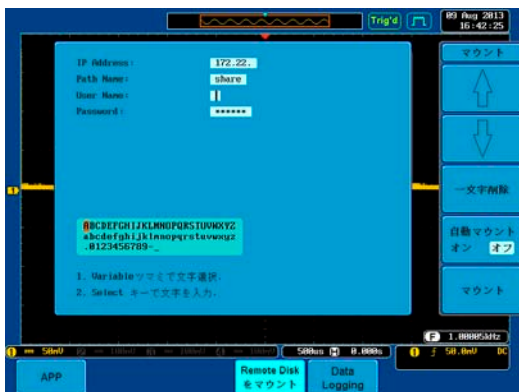 Trig'd
09 Aug 2013
16:42:25
マウント
IP Address: 172.22.
Path Name: share
User Name:
Password: ******
一文字削除
自動マウント
オン オフ
マウント
ABCDEFGHIJKLMNOPQRSTUVWXYZ
abcdefghijklmnopqrstuvwxyz
.0123456789-_
1. Variableツマミで文字選択.
2. Select キーで文字を入力.
F 1.00005kHz
1 50mV 500us 0.000s 1 50.0mV DC
APP
Remote Disk
をマウント
Data
Logging